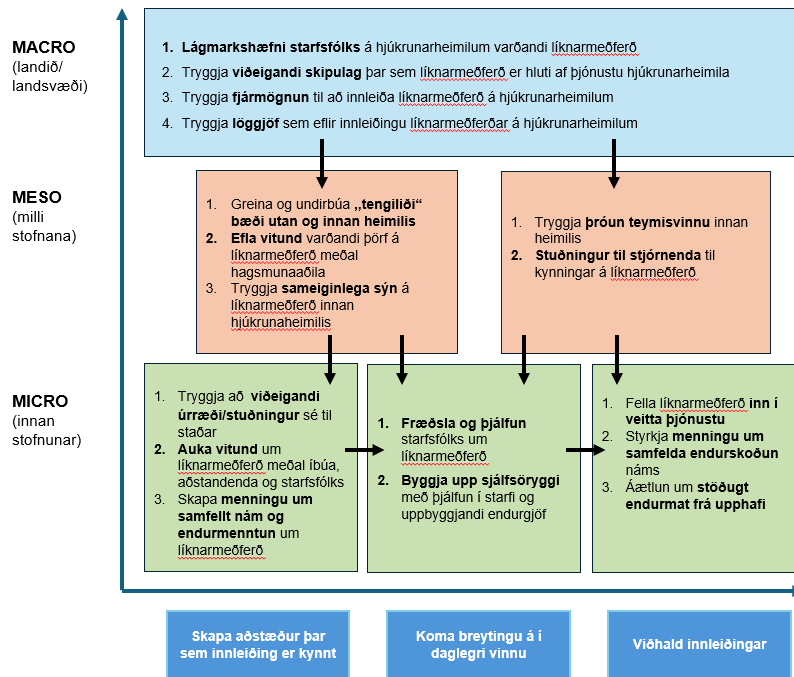 MACRO
(landið/
landsvæði)
1. Lágmarkshæfni starfsfólks á hjúkrunarheimilum varðandi líknarmeðferð
2. Tryggja viðeigandi skipulag þar sem líknarmeðferð er hluti af þjónustu hjúkrunarheimila
3. Tryggja fjármögnun til að innleiða líknarmeðferð á hjúkrunarheimilum
4. Tryggja löggjöf sem eflir innleiðingu líknarmeðferðar á hjúkrunarheimilum
MESO
(milli
stofnana)
1. Greina og undirbúa „tengiliði“
bæði utan og innan heimilis
2. Efla vitund varðandi þörf á
líknarmeðferð meðal
hagsmunaaðila
3. Tryggja sameiginlega sýn á
líknarmeðferð innan
hjúkrunaheimilis
1. Tryggja þróun teymisvinnu innan
heimilis
2. Stuðningur til stjórnenda til
kynningar á líknarmeðferð
MICRO
(innan
stofnunar)
1. Tryggja að viðeigandi
úrræði/stuðningur sé til
staðar
2. Auka vitund um
líknarmeðferð meðal íbúa,
aðstandenda og starfsfólks
3. Skapa menningu um
samfellt nám og
endurmenntun um
líknarmeðferð
1. Fræðsla og þjálfun
starfsfólks um
líknarmeðferð
2. Byggja upp sjálfsöryggi
með þjálfun í starfi og
uppbyggjandi endurgjöf
1. Fella líknarmeðferð inn í
veitta þjónustu
2. Styrkja menningu um
samfelda endurskoðun
náms
3. Áætlun um stöðugt
endurmat frá upphafi
Skapa aðstæður þar
sem innleiðing er kynnt
Koma breytingu á í
daglegri vinnu
Viðhald innleiðingar